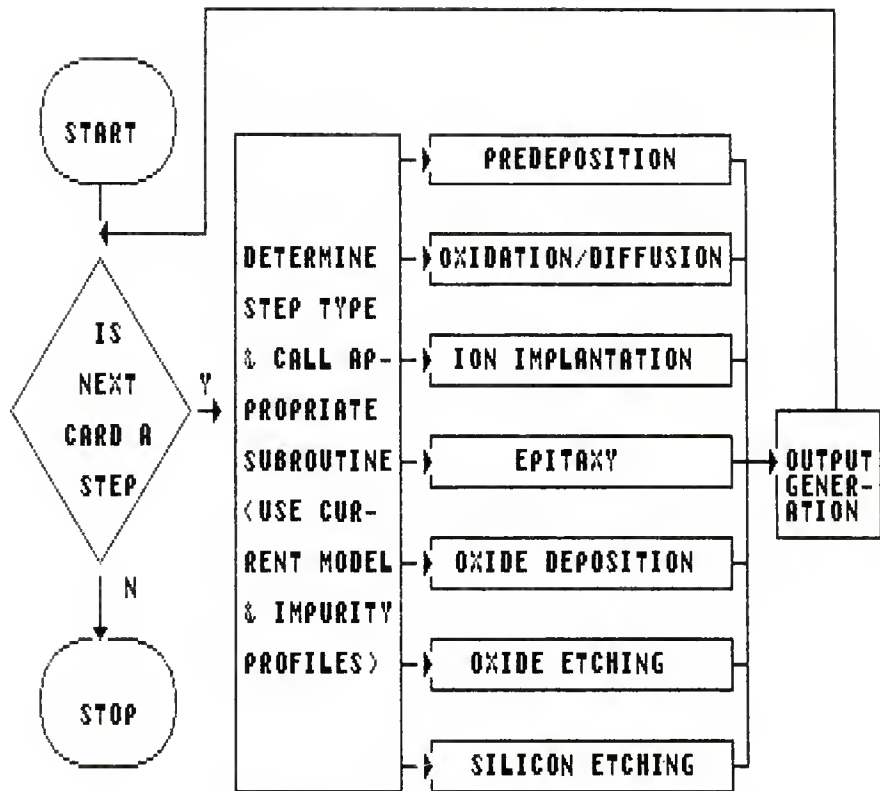 START
IS
NEXT
CARD A
STEP
Y
N
STOP
DETERMINE
STEP TYPE
& CALL AP-
PROPRIATE
SUBROUTINE
<USE CUR-
RENT MODEL
& IMPURITY
PROFILES>
PREDEPOSITION
OXIDATION/DIFFUSION
ION IMPLANTATION
EPITAXY
OXIDE DEPOSITION
OXIDE ETCHING
SILICON ETCHING
OUTPUT
GENER-
ATION